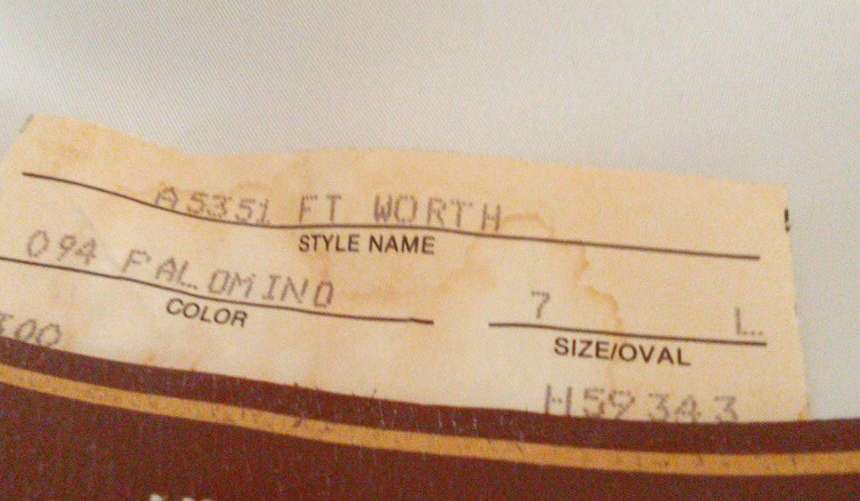 A5351 FT WORTH
STYLE NAME
094 PALOMINO
COLOR
7 L
SIZE/OVAL
H59343